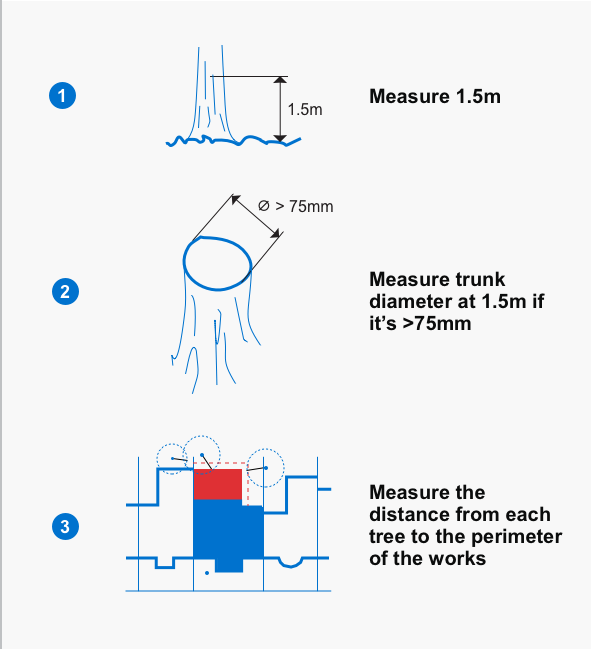 1
1.5m
Measure 1.5m
∅ > 75mm
2
Measure trunk
diameter at 1.5m if
it’s >75mm
3
Measure the
distance from each
tree to the perimeter
of the works